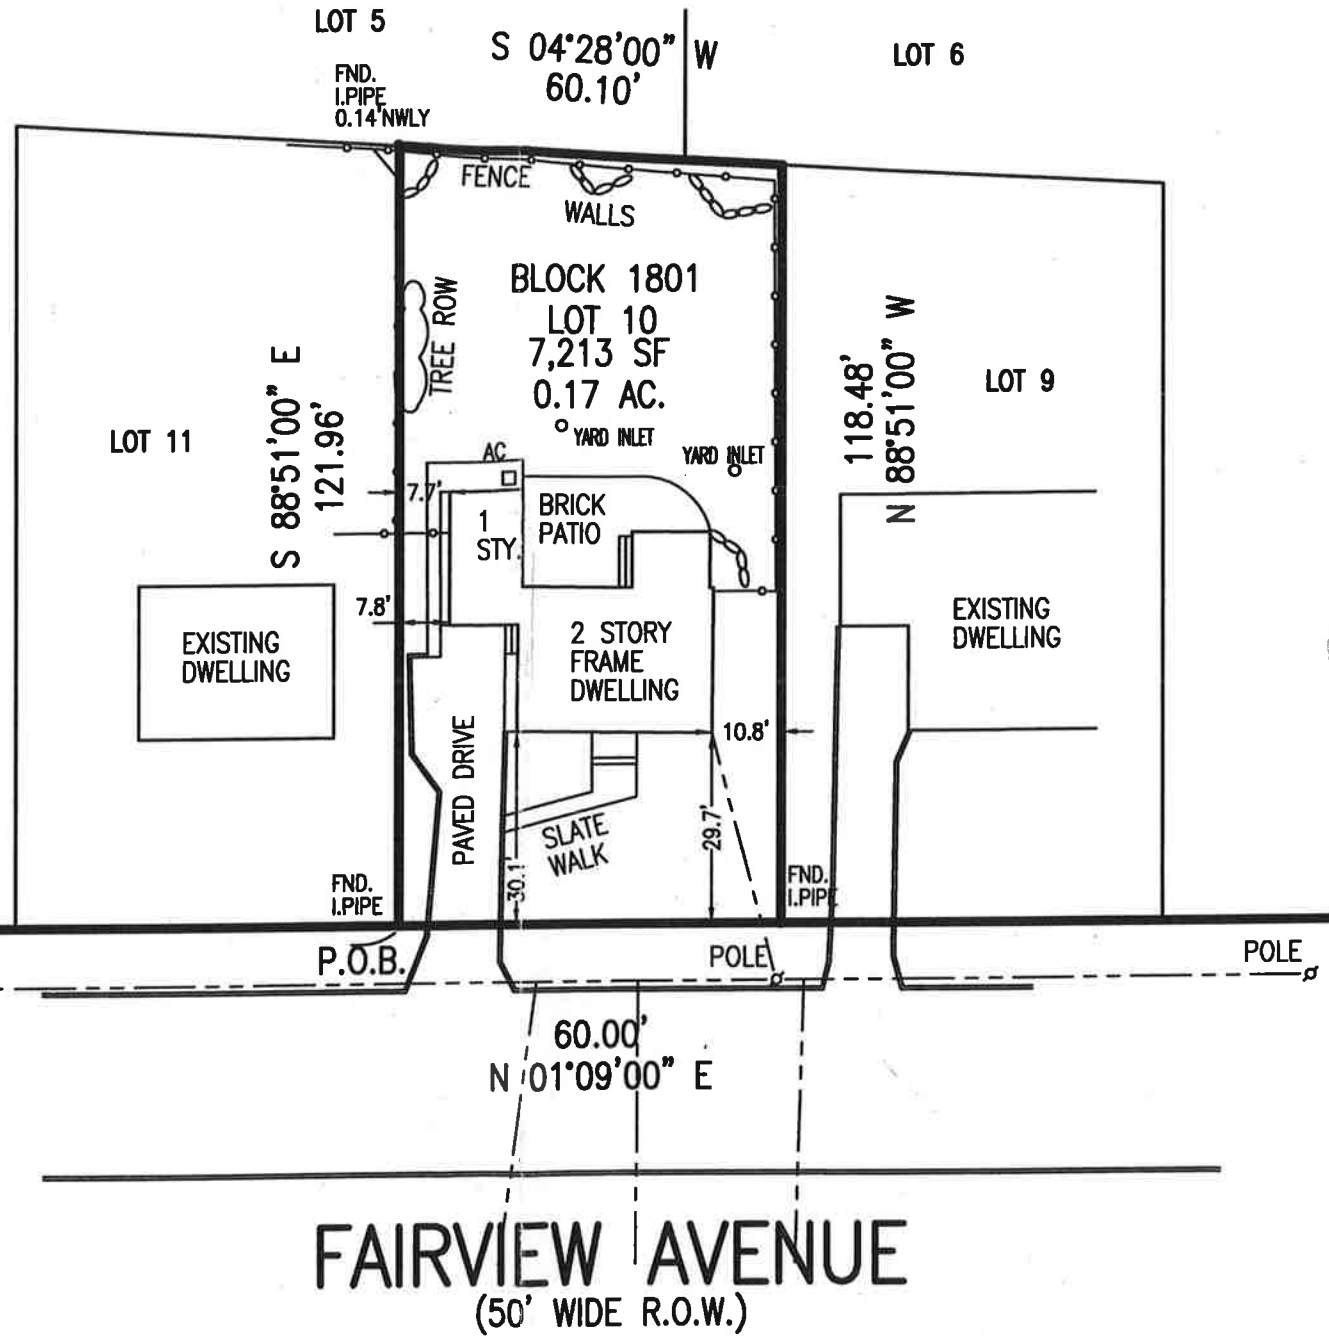 LOT 5
S 04°28'00" W
60.10'
LOT 6
FND.
I.PIPE
0.14'NWLY
FENCE
WALLS
BLOCK 1801
LOT 10
7,213 SF
0.17 AC.
TREE ROW
S 88°51'00" E
121.96'
118.48'
N 88°51'00" W
LOT 9
LOT 11
YARD INLET
YARD INLET
AC
7.7'
1
STY.
BRICK
PATIO
7.8'
EXISTING
DWELLING
2 STORY
FRAME
DWELLING
EXISTING
DWELLING
10.8'
PAVED DRIVE
SLATE
WALK
30.1'
29.7'
FND.
I.PIPE
FND.
I.PIPE
P.O.B.
POLE
POLE
60.00'
N 01°09'00" E
FAIRVIEW AVENUE
(50' WIDE R.O.W.)